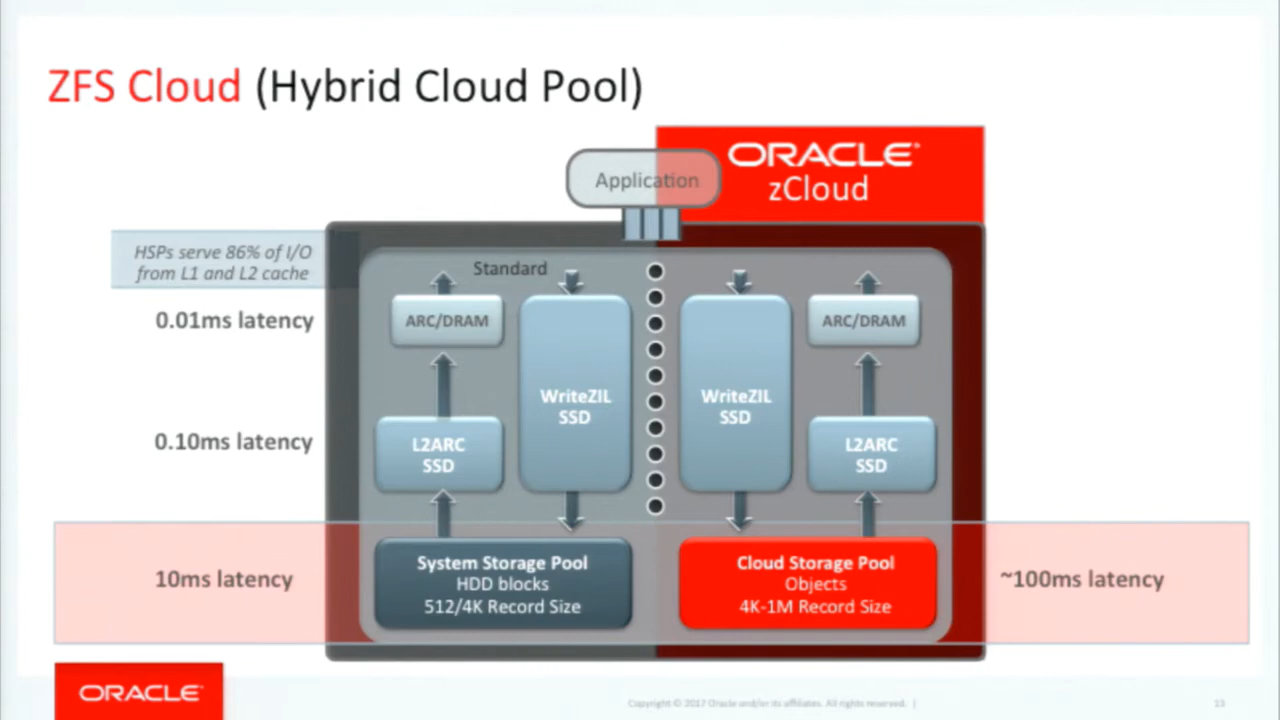 ZFS Cloud (Hybrid Cloud Pool)
ORACLE
zCloud
Application
HSPs serve 86% of I/O
from L1 and L2 cache
Standard
0.01ms latency
ARC/DRAM
ARC/DRAM
WriteZIL
SSD
WriteZIL
SSD
0.10ms latency
L2ARC
SSD
L2ARC
SSD
10ms latency
System Storage Pool
HDD blocks
512/4K Record Size
Cloud Storage Pool
Objects
4K-1M Record Size
~100ms latency
ORACLE
Copyright © 2017 Oracle and/or its affiliates. All rights reserved. |
13